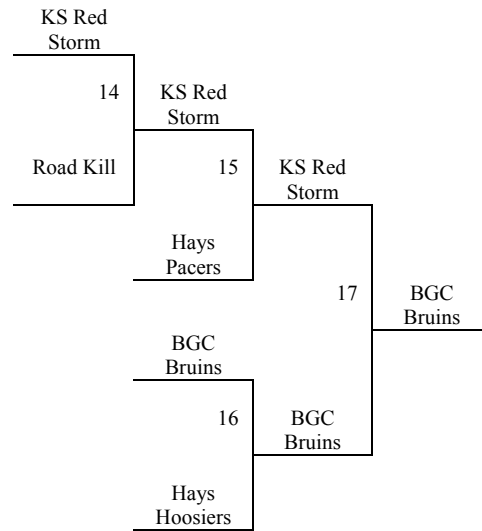 KS Red
Storm
14
KS Red
Storm
Road Kill
15
KS Red
Storm
Hays
Pacers
17
BGC
Bruins
BGC
Bruins
16
BGC
Bruins
Hays
Hoosiers